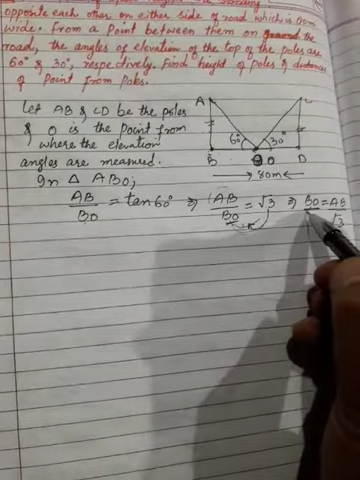 opposite each other on either side of road which is 80m
wide. From a point between them on the
road, the angles of elevation of the top of the poles are
60° & 30°, respectively. Find height of poles & distances
of point from poles.
Let AB & CD be the poles
& O is the point from
where the elevation
angles are measured.
A C
60° 30°
B O D
80m
In Δ ABO;
AB/BO = tan60° ⇒ AB/BO = √3 ⇒ BO = AB/√3